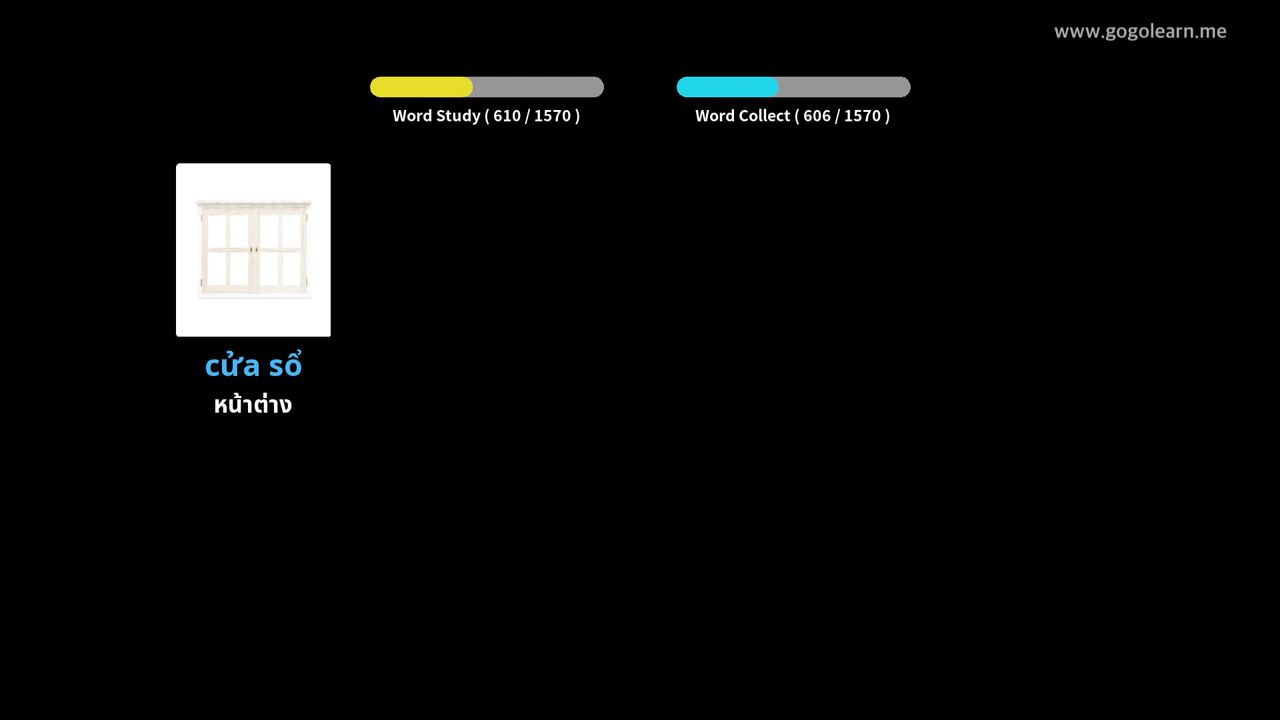 www.gogolearn.me
Word Study ( 610 / 1570 )
Word Collect ( 606 / 1570 )
cửa sổ
หน้าต่าง